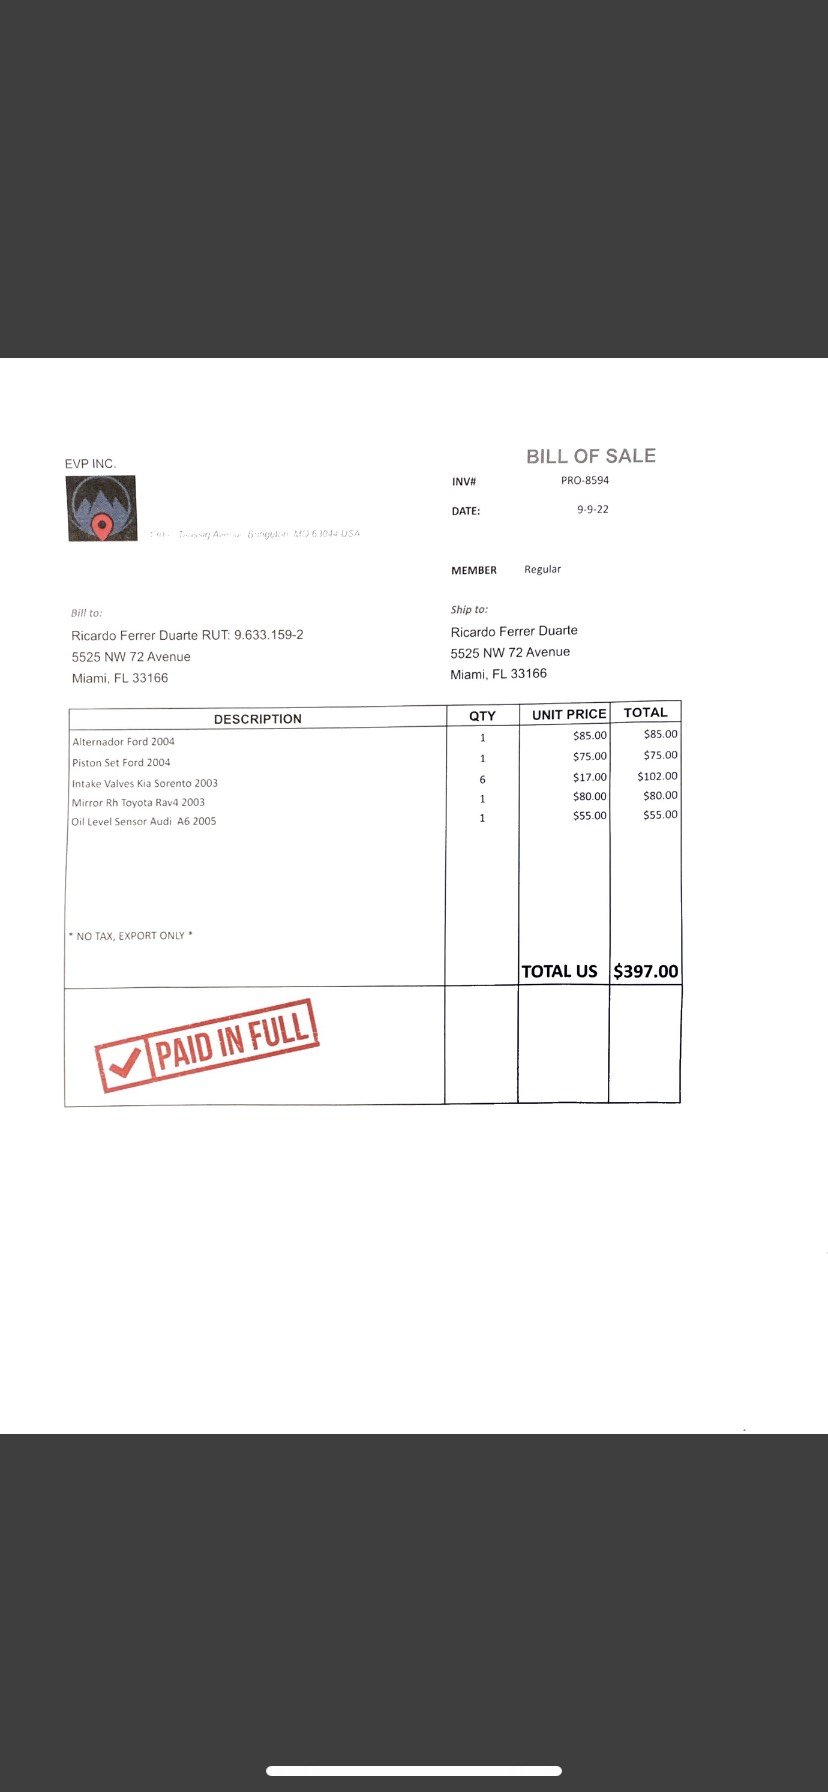 EVP INC.
BILL OF SALE
INV# PRO-8594
DATE: 9-9-22
MO 63044 USA
MEMBER Regular
Bill to:
Ricardo Ferrer Duarte RUT: 9.633.159-2
5525 NW 72 Avenue
Miami, FL 33166
Ship to:
Ricardo Ferrer Duarte
5525 NW 72 Avenue
Miami, FL 33166
DESCRIPTION QTY UNIT PRICE TOTAL
Alternador Ford 2004 1 $85.00 $85.00
Piston Set Ford 2004 1 $75.00 $75.00
Intake Valves Kia Sorento 2003 6 $17.00 $102.00
Mirror Rh Toyota Rav4 2003 1 $80.00 $80.00
Oil Level Sensor Audi A6 2005 1 $55.00 $55.00
* NO TAX, EXPORT ONLY *
TOTAL US $397.00
PAID IN FULL